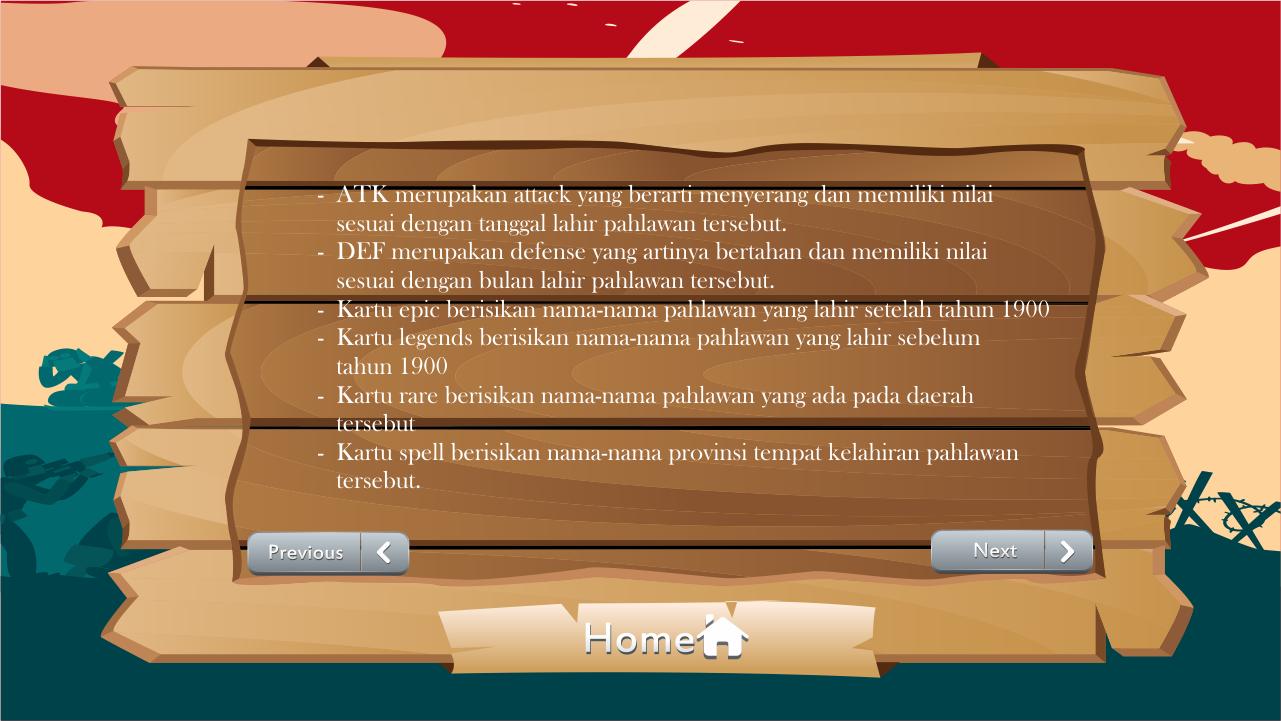 - ATK merupakan attack yang berarti menyerang dan memiliki nilai
sesuai dengan tanggal lahir pahlawan tersebut.
- DEF merupakan defense yang artinya bertahan dan memiliki nilai
sesuai dengan bulan lahir pahlawan tersebut.
- Kartu epic berisikan nama-nama pahlawan yang lahir setelah tahun 1900
- Kartu legends berisikan nama-nama pahlawan yang lahir sebelum
tahun 1900
- Kartu rare berisikan nama-nama pahlawan yang ada pada daerah
tersebut
- Kartu spell berisikan nama-nama provinsi tempat kelahiran pahlawan
tersebut.
Previous
Next
Home